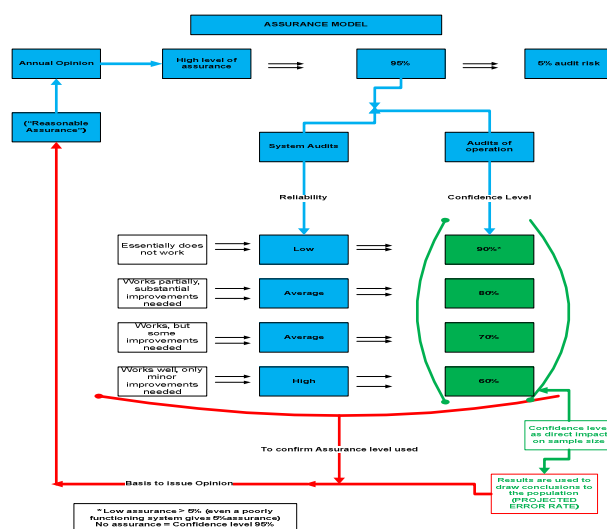 ASSURANCE MODEL
Annual Opinion
High level of
assurance
95%
5% audit risk
("Reasonable
Assurance")
System Audits
Audits of
operation
Reliability
Confidence Level
Essentially does
not work
Low
90%*
Works partially,
substantial
improvements
needed
Average
80%
Works, but
some
improvements
needed
Average
70%
Works well, only
minor
improvements
needed
High
60%
Confidence level
as direct impact
on sample size
To confirm Assurance level used
Basis to issue Opinion
Results are used to
draw conclusions to
the population
(PROJECTED
ERROR RATE)
* Low assurance > 5% (even a poorly
functioning system gives 5%assurance)
No assurance = Confidence level 95%